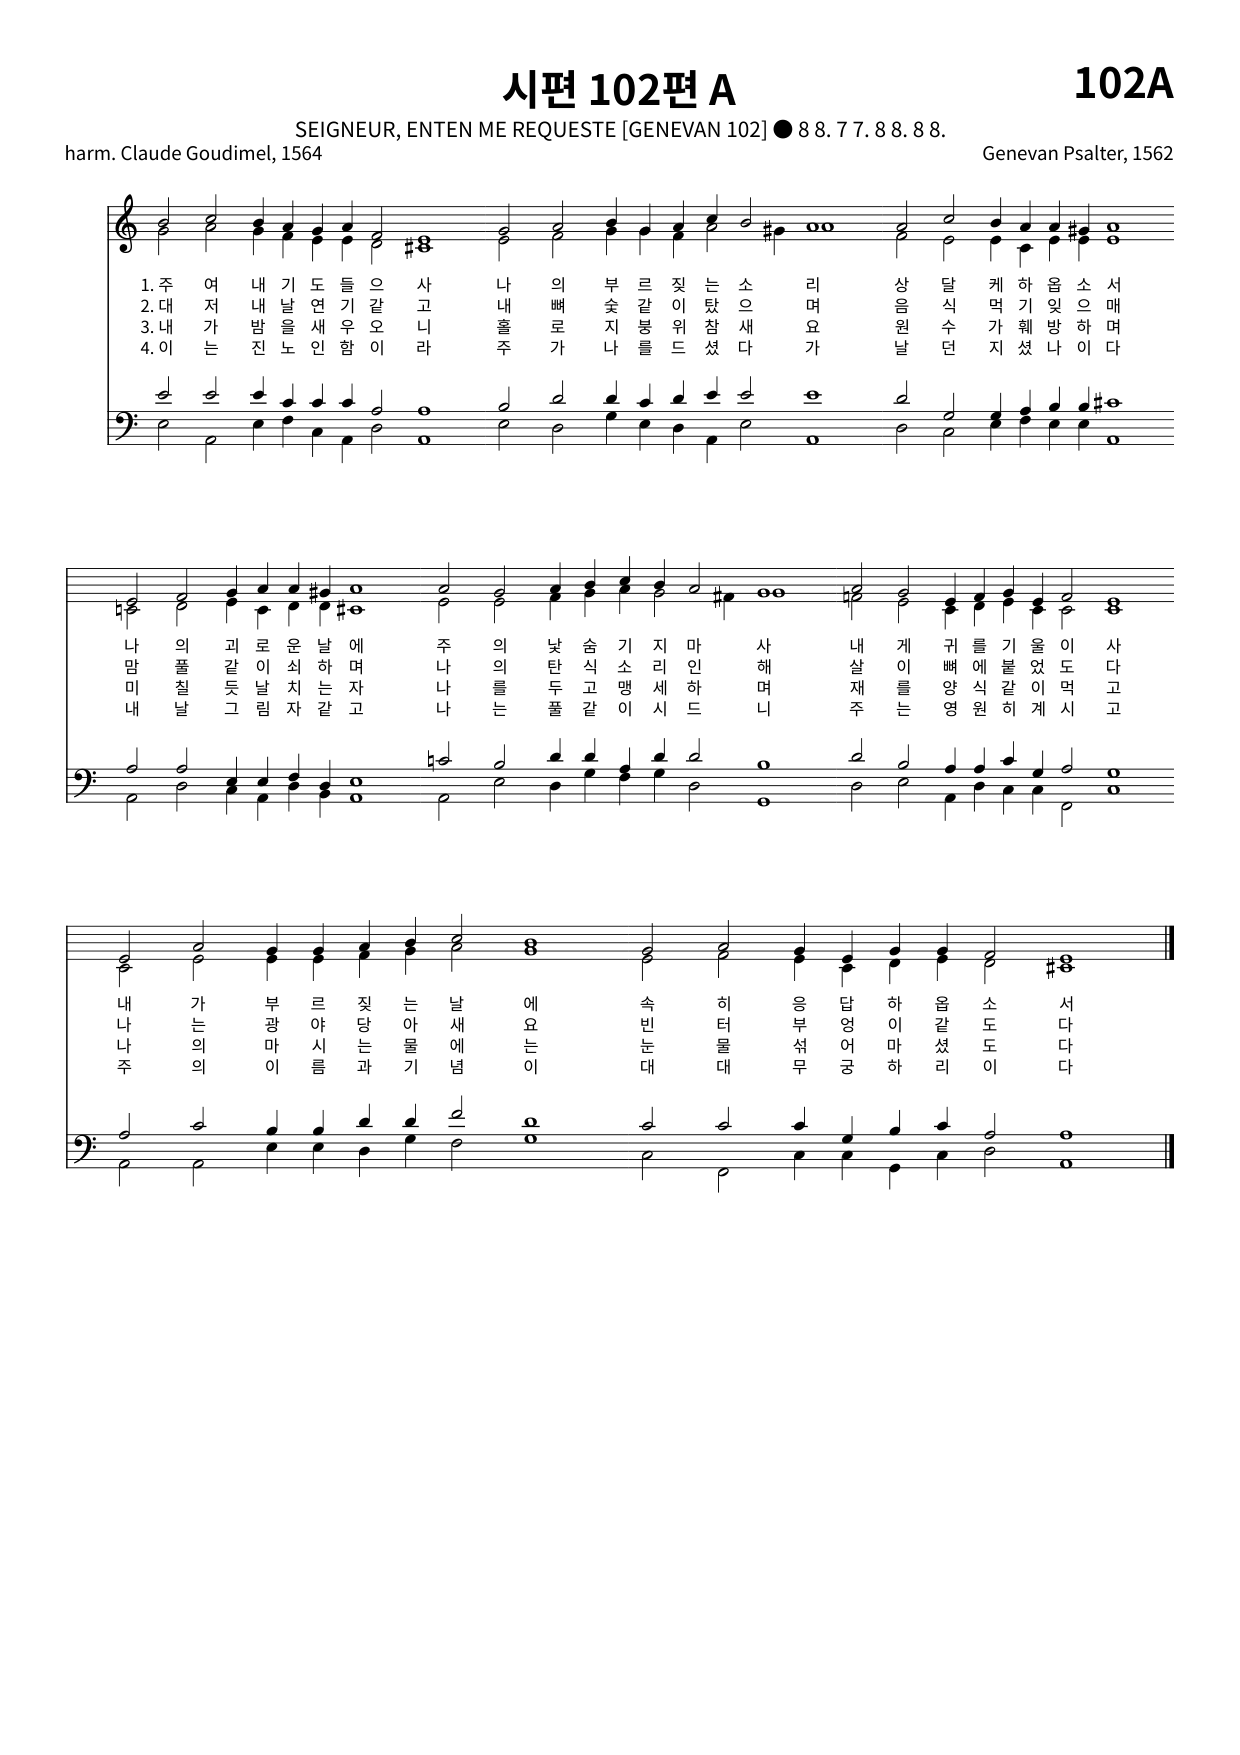 시편 102편 A
102A
SEIGNEUR, ENTEN ME REQUESTE [GENEVAN 102] ● 8 8. 7 7. 8 8. 8 8.
harm. Claude Goudimel, 1564
Genevan Psalter, 1562
1. 주 여 내 기 도 들 으 사 나 의 부 르 짖 는 소 리 상 달 케 하 옵 소 서
2. 대 저 내 날 연 기 같 고 내 뼈 숯 같 이 탔 으 며 음 식 먹 기 잊 으 매
3. 내 가 밤 을 새 우 오 니 홀 로 지 붕 위 참 새 요 원 수 가 훼 방 하 며
4. 이 는 진 노 인 함 이 라 주 가 나 를 드 셨 다 가 날 던 지 셨 나 이 다
나 의 괴 로 운 날 에 주 의 낯 숨 기 지 마 사 내 게 귀 를 기 울 이 사
맘 풀 같 이 쇠 하 며 나 의 탄 식 소 리 인 해 살 이 뼈 에 붙 었 도 다
미 칠 듯 날 치 는 자 나 를 두 고 맹 세 하 며 재 를 양 식 같 이 먹 고
내 날 그 림 자 같 고 나 는 풀 같 이 시 드 니 주 는 영 원 히 계 시 고
내 가 부 르 짖 는 날 에 속 히 응 답 하 옵 소 서
나 는 광 야 당 아 새 요 빈 터 부 엉 이 같 도 다
나 의 마 시 는 물 에 는 눈 물 섞 어 마 셨 도 다
주 의 이 름 과 기 념 이 대 대 무 궁 하 리 이 다